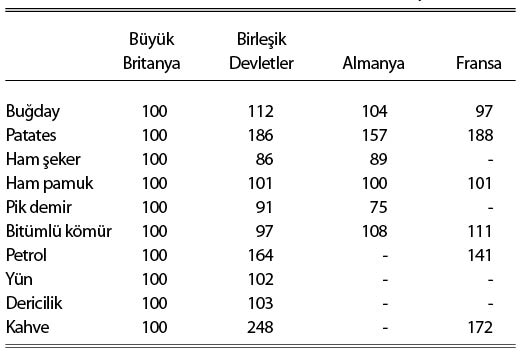 Büyük Britanya Birleşik Devletler Almanya Fransa
Buğday 100 112 104 97
Patates 100 186 157 188
Ham şeker 100 86 89 -
Ham pamuk 100 101 100 101
Pik demir 100 91 75 -
Bitümlü kömür 100 97 108 111
Petrol 100 164 - 141
Yün 100 102 - -
Dericilik 100 103 - -
Kahve 100 248 - 172